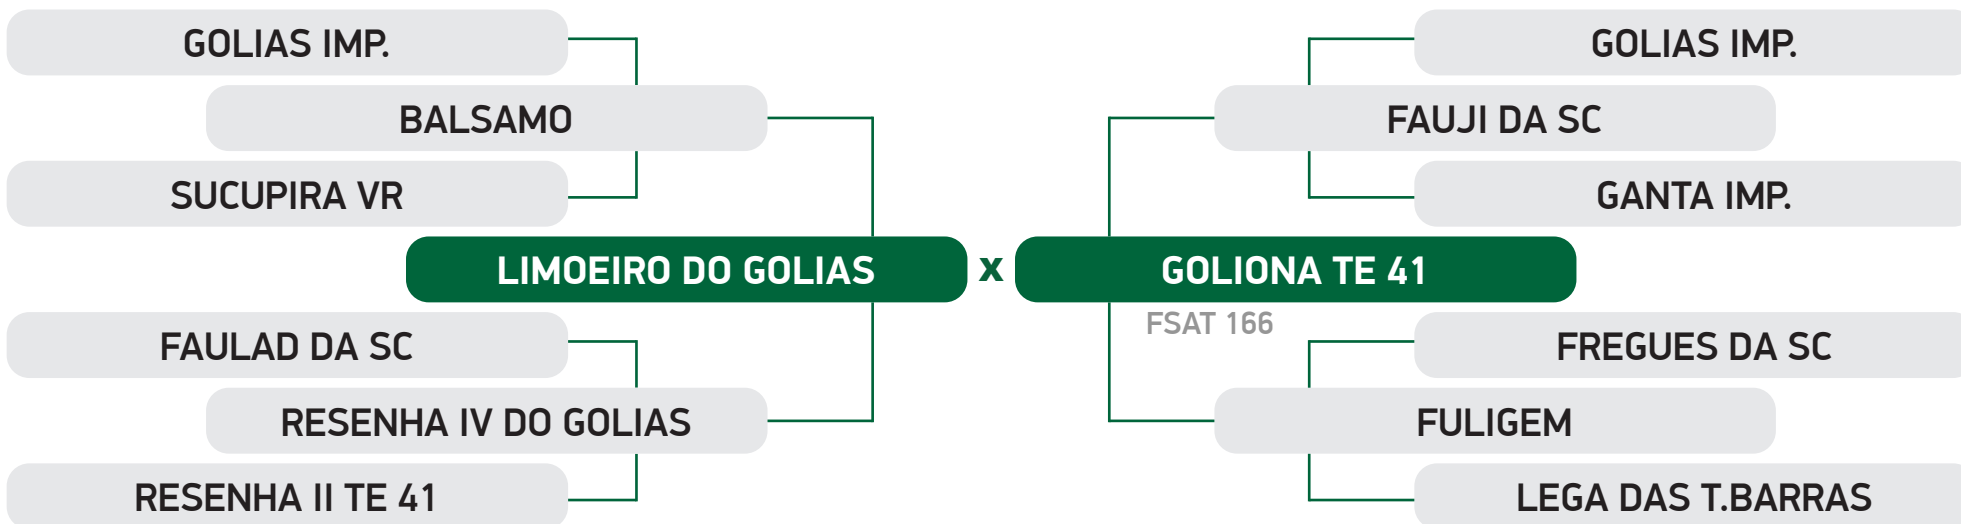 GOLIAS IMP.
BALSAMO
SUCUPIRA VR
LIMOEIRO DO GOLIAS
FAULAD DA SC
RESENHA IV DO GOLIAS
RESENHA II TE 41
x
GOLIAS IMP.
FAUJI DA SC
GANTA IMP.
GOLIONA TE 41
FSAT 166
FREGUES DA SC
FULIGEM
LEGA DAS T.BARRAS